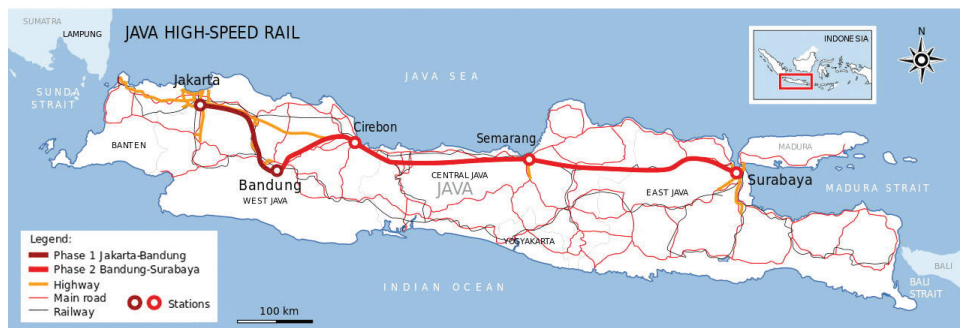 SUMATRA
LAMPUNG
JAVA HIGH-SPEED RAIL
INDONESIA
N
SUNDA
STRAIT
JAVA SEA
Jakarta
Cirebon
Semarang
BANTEN
Bandung
WEST JAVA
CENTRAL JAVA
JAVA
EAST JAVA
Surabaya
MADURA
MADURA STRAIT
YOGYAKARTA
Legend:
Phase 1 Jakarta-Bandung
Phase 2 Bandung-Surabaya
Highway
Main road
Railway
Stations
100 km
INDIAN OCEAN
BALI
BALI
STRAIT